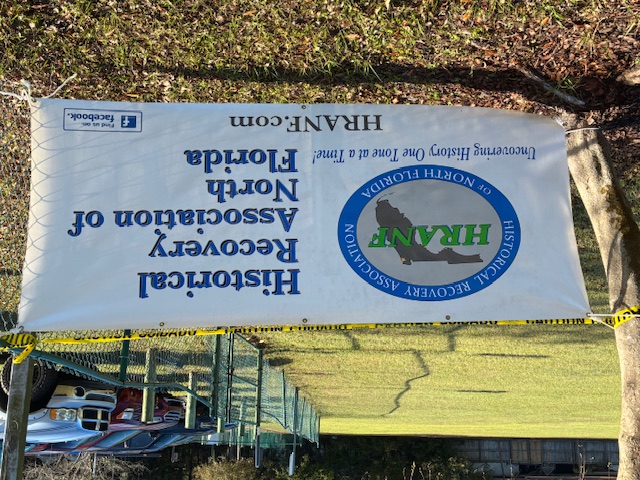 HISTORICAL RECOVERY ASSOCIATION
HRANF
OF NORTH FLORIDA
Uncovering History One Tone at a Time!
Historical
Recovery
Association of
North
Florida
HRANF.com
Find us on:
facebook.
f